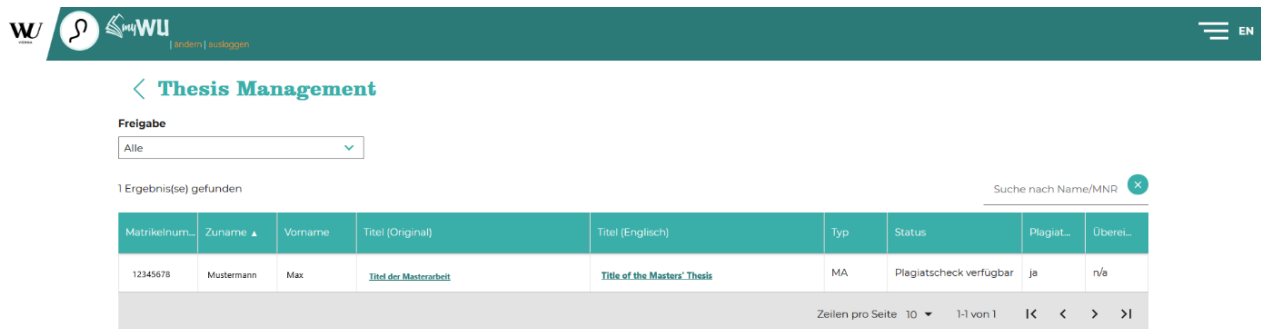 WU
VIENNA
myWU
| ändern | ausloggen
EN
Thesis Management
Freigabe
Alle
1 Ergebnis(se) gefunden
Suche nach Name/MNR
Matrikelnum... Zuname ▲ Vorname Titel (Original) Titel (Englisch) Typ Status Plagiat... Überei...
12345678 Mustermann Max Titel der Masterarbeit Title of the Masters' Thesis MA Plagiatscheck verfügbar ja n/a
Zeilen pro Seite 10 1-1 von 1